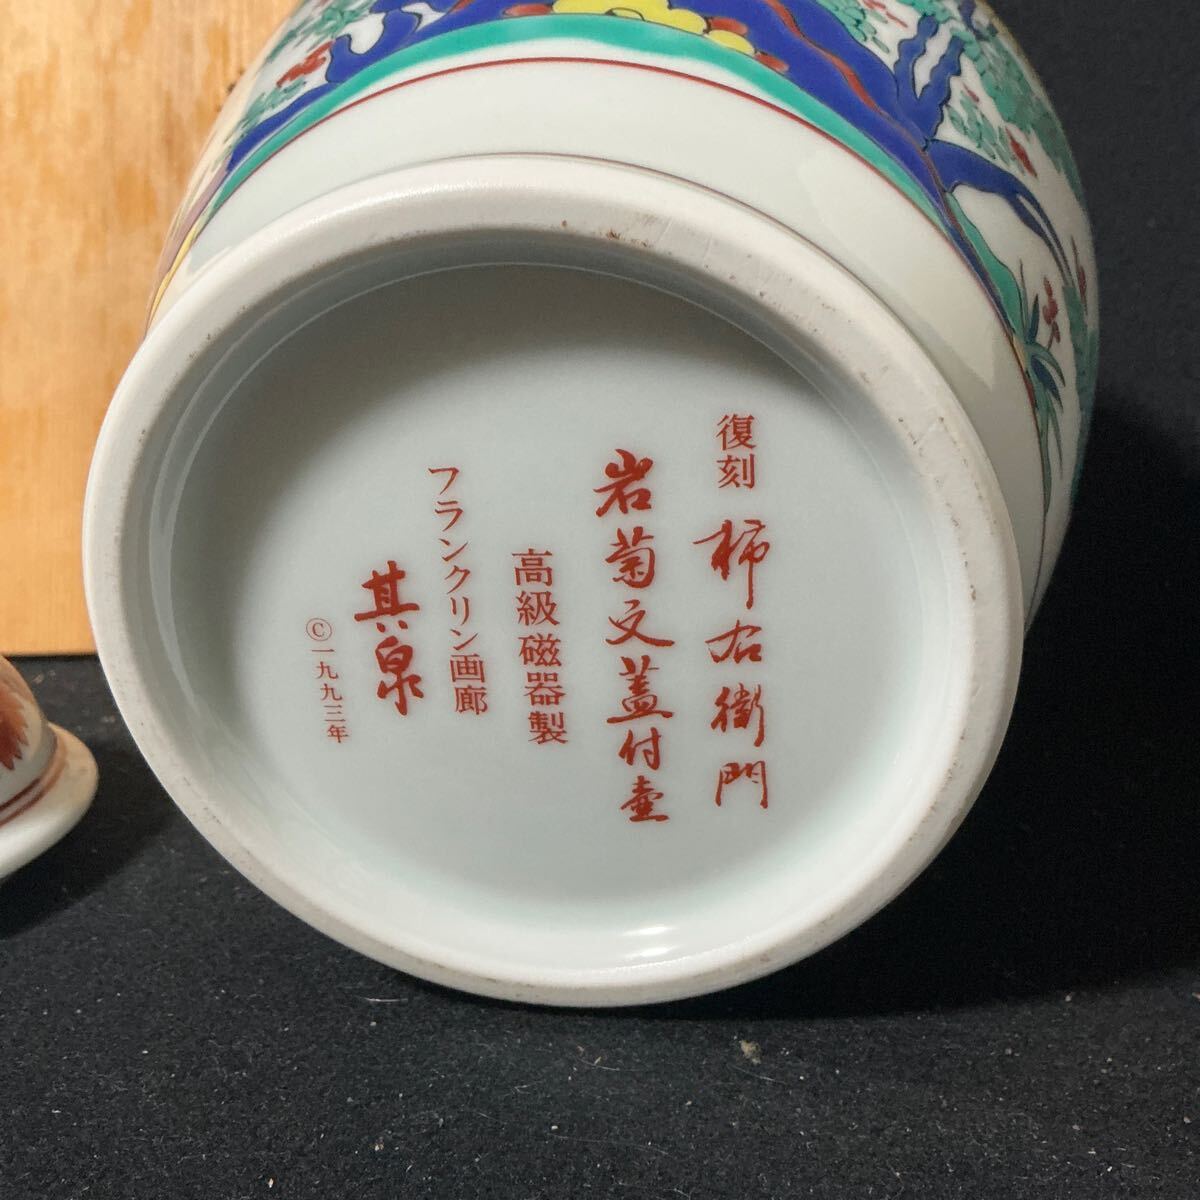 復刻 柿右衛門
岩菊文蓋付壷
高級磁器製
フランクリン画廊
其泉
©一九九三年